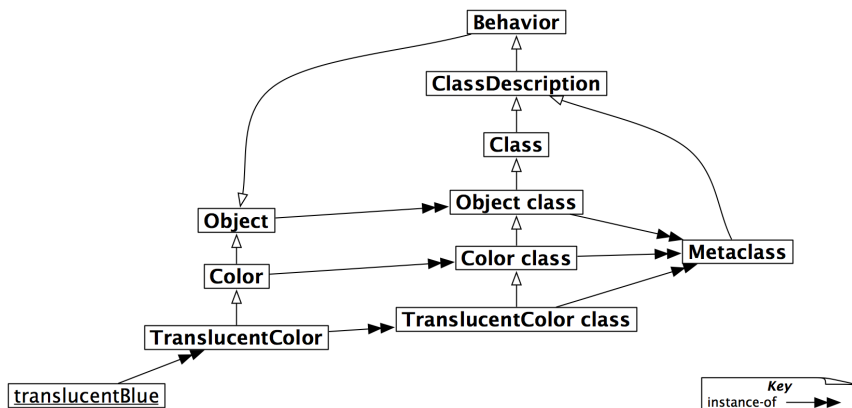 Behavior
ClassDescription
Class
Object class
Object
Color class
Metaclass
Color
TranslucentColor class
TranslucentColor
translucentBlue
Key
instance-of